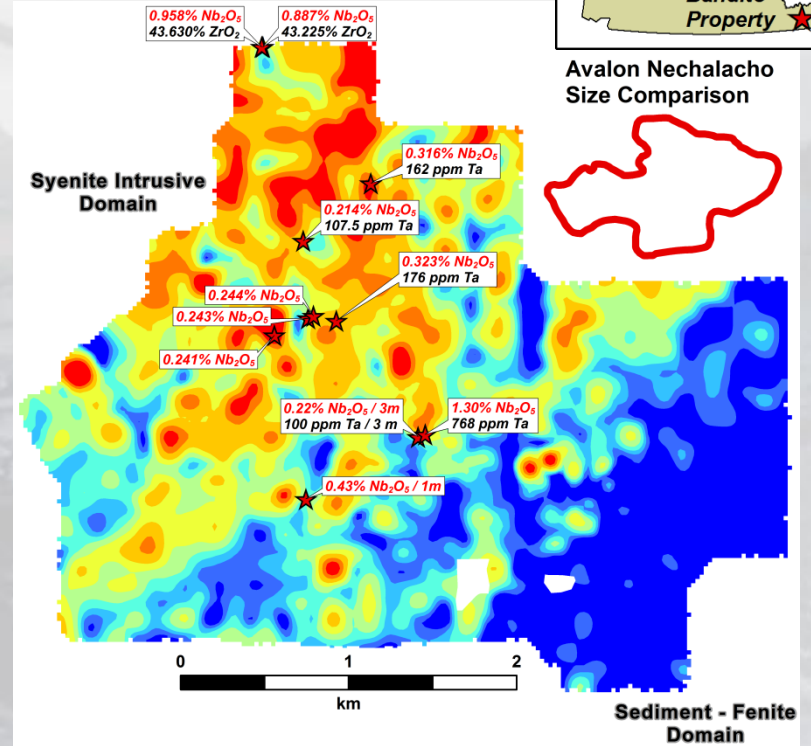 Property
Avalon Nechalacho
Size Comparison
0.958% Nb₂O₅
43.630% ZrO₂
0.887% Nb₂O₅
43.225% ZrO₂
0.316% Nb₂O₅
162 ppm Ta
Syenite Intrusive
Domain
0.214% Nb₂O₅
107.5 ppm Ta
0.323% Nb₂O₅
176 ppm Ta
0.244% Nb₂O₅
0.243% Nb₂O₅
0.241% Nb₂O₅
0.22% Nb₂O₅ / 3m
100 ppm Ta / 3 m
1.30% Nb₂O₅
768 ppm Ta
0.43% Nb₂O₅ / 1m
0 1 2
km
Sediment - Fenite
Domain